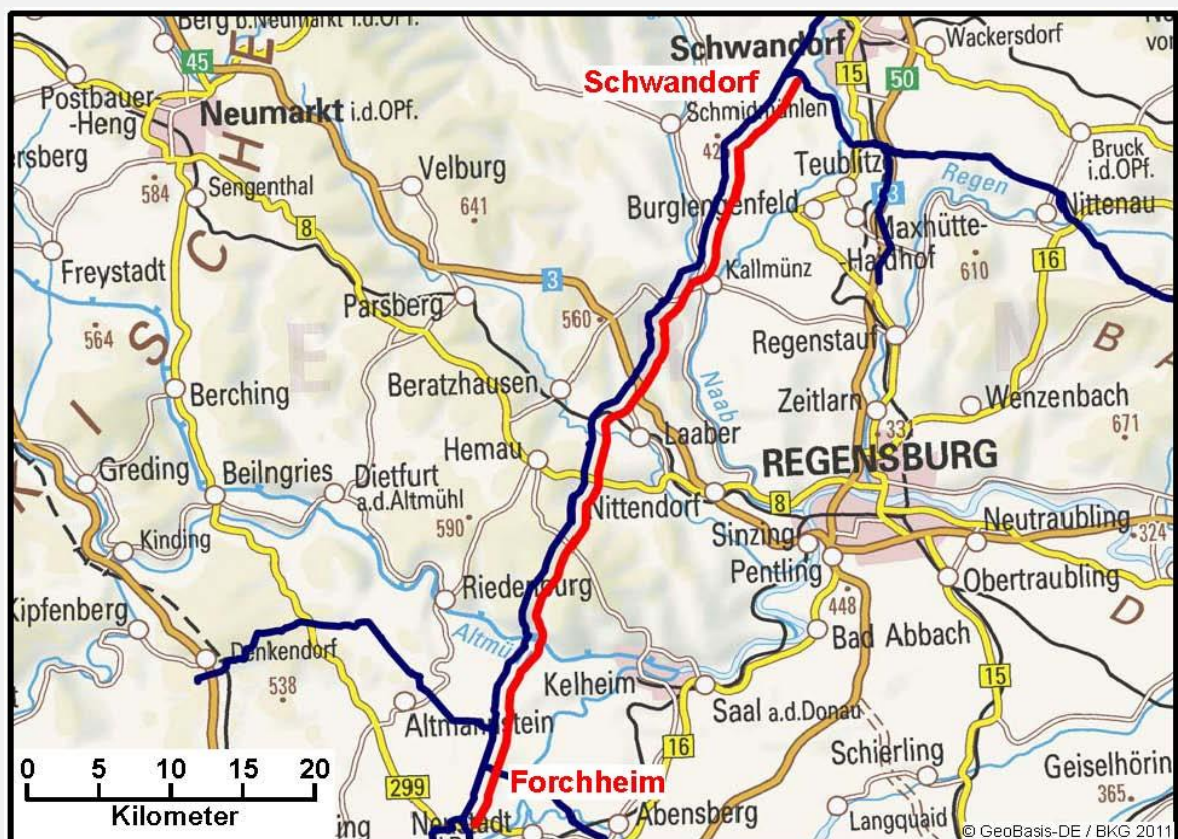 Berg b.Neumarkt i.d.OPf.
45
Schwandorf
Wackersdorf
15
50
Schwandorf
Postbauer
-Heng
Neumarkt i.d.OPf.
Schmidmühlen
42
Bruck
i.d.OPf.
Velburg
Teublitz
584
Sengenthal
Regen
641
Burglengenfeld
Nittenau
8
Maxhütte-
Haidhof
610
16
Freystadt
Kallmünz
3
Parsberg
560
564
Regenstauf
B
Beratzhausen
Naab
Zeitlarn
Wenzenbach
Berching
671
Laaber
331
Hemau
REGENSBURG
Greding
Beilngries
Dietfurt
a.d.Altmühl
8
Nittendorf
590
Sinzing
Neutraubling
324
Kinding
Pentling
Obertraubling
Riedenburg
Kipfenberg
448
D
Bad Abbach
Denkendorf
538
Kelheim
15
Saal a.d.Donau
Altmannstein
16
Schierling
0 5 10 15 20
Kilometer
299
Forchheim
Geiselhöring
365
Abensberg
Langquaid
© GeoBasis-DE / BKG 2011